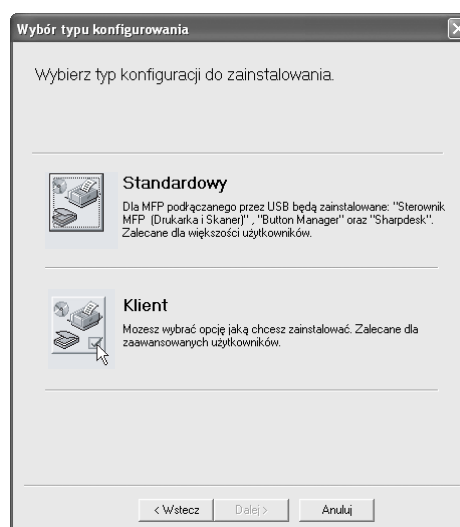 Wybór typu konfigurowania
Wybierz typ konfiguracji do zainstalowania.
Standardowy
Dla MFP podłączanego przez USB będą zainstalowane: "Sterownik
MFP (Drukarka i Skaner)" , "Button Manager" oraz "Sharpdesk".
Zalecane dla większości użytkowników.
Klient
Mozesz wybrać opcję jaką chcesz zainstalować. Zalecane dla
zaawansowanych użytkowników.
< Wstecz Dalej > Anuluj